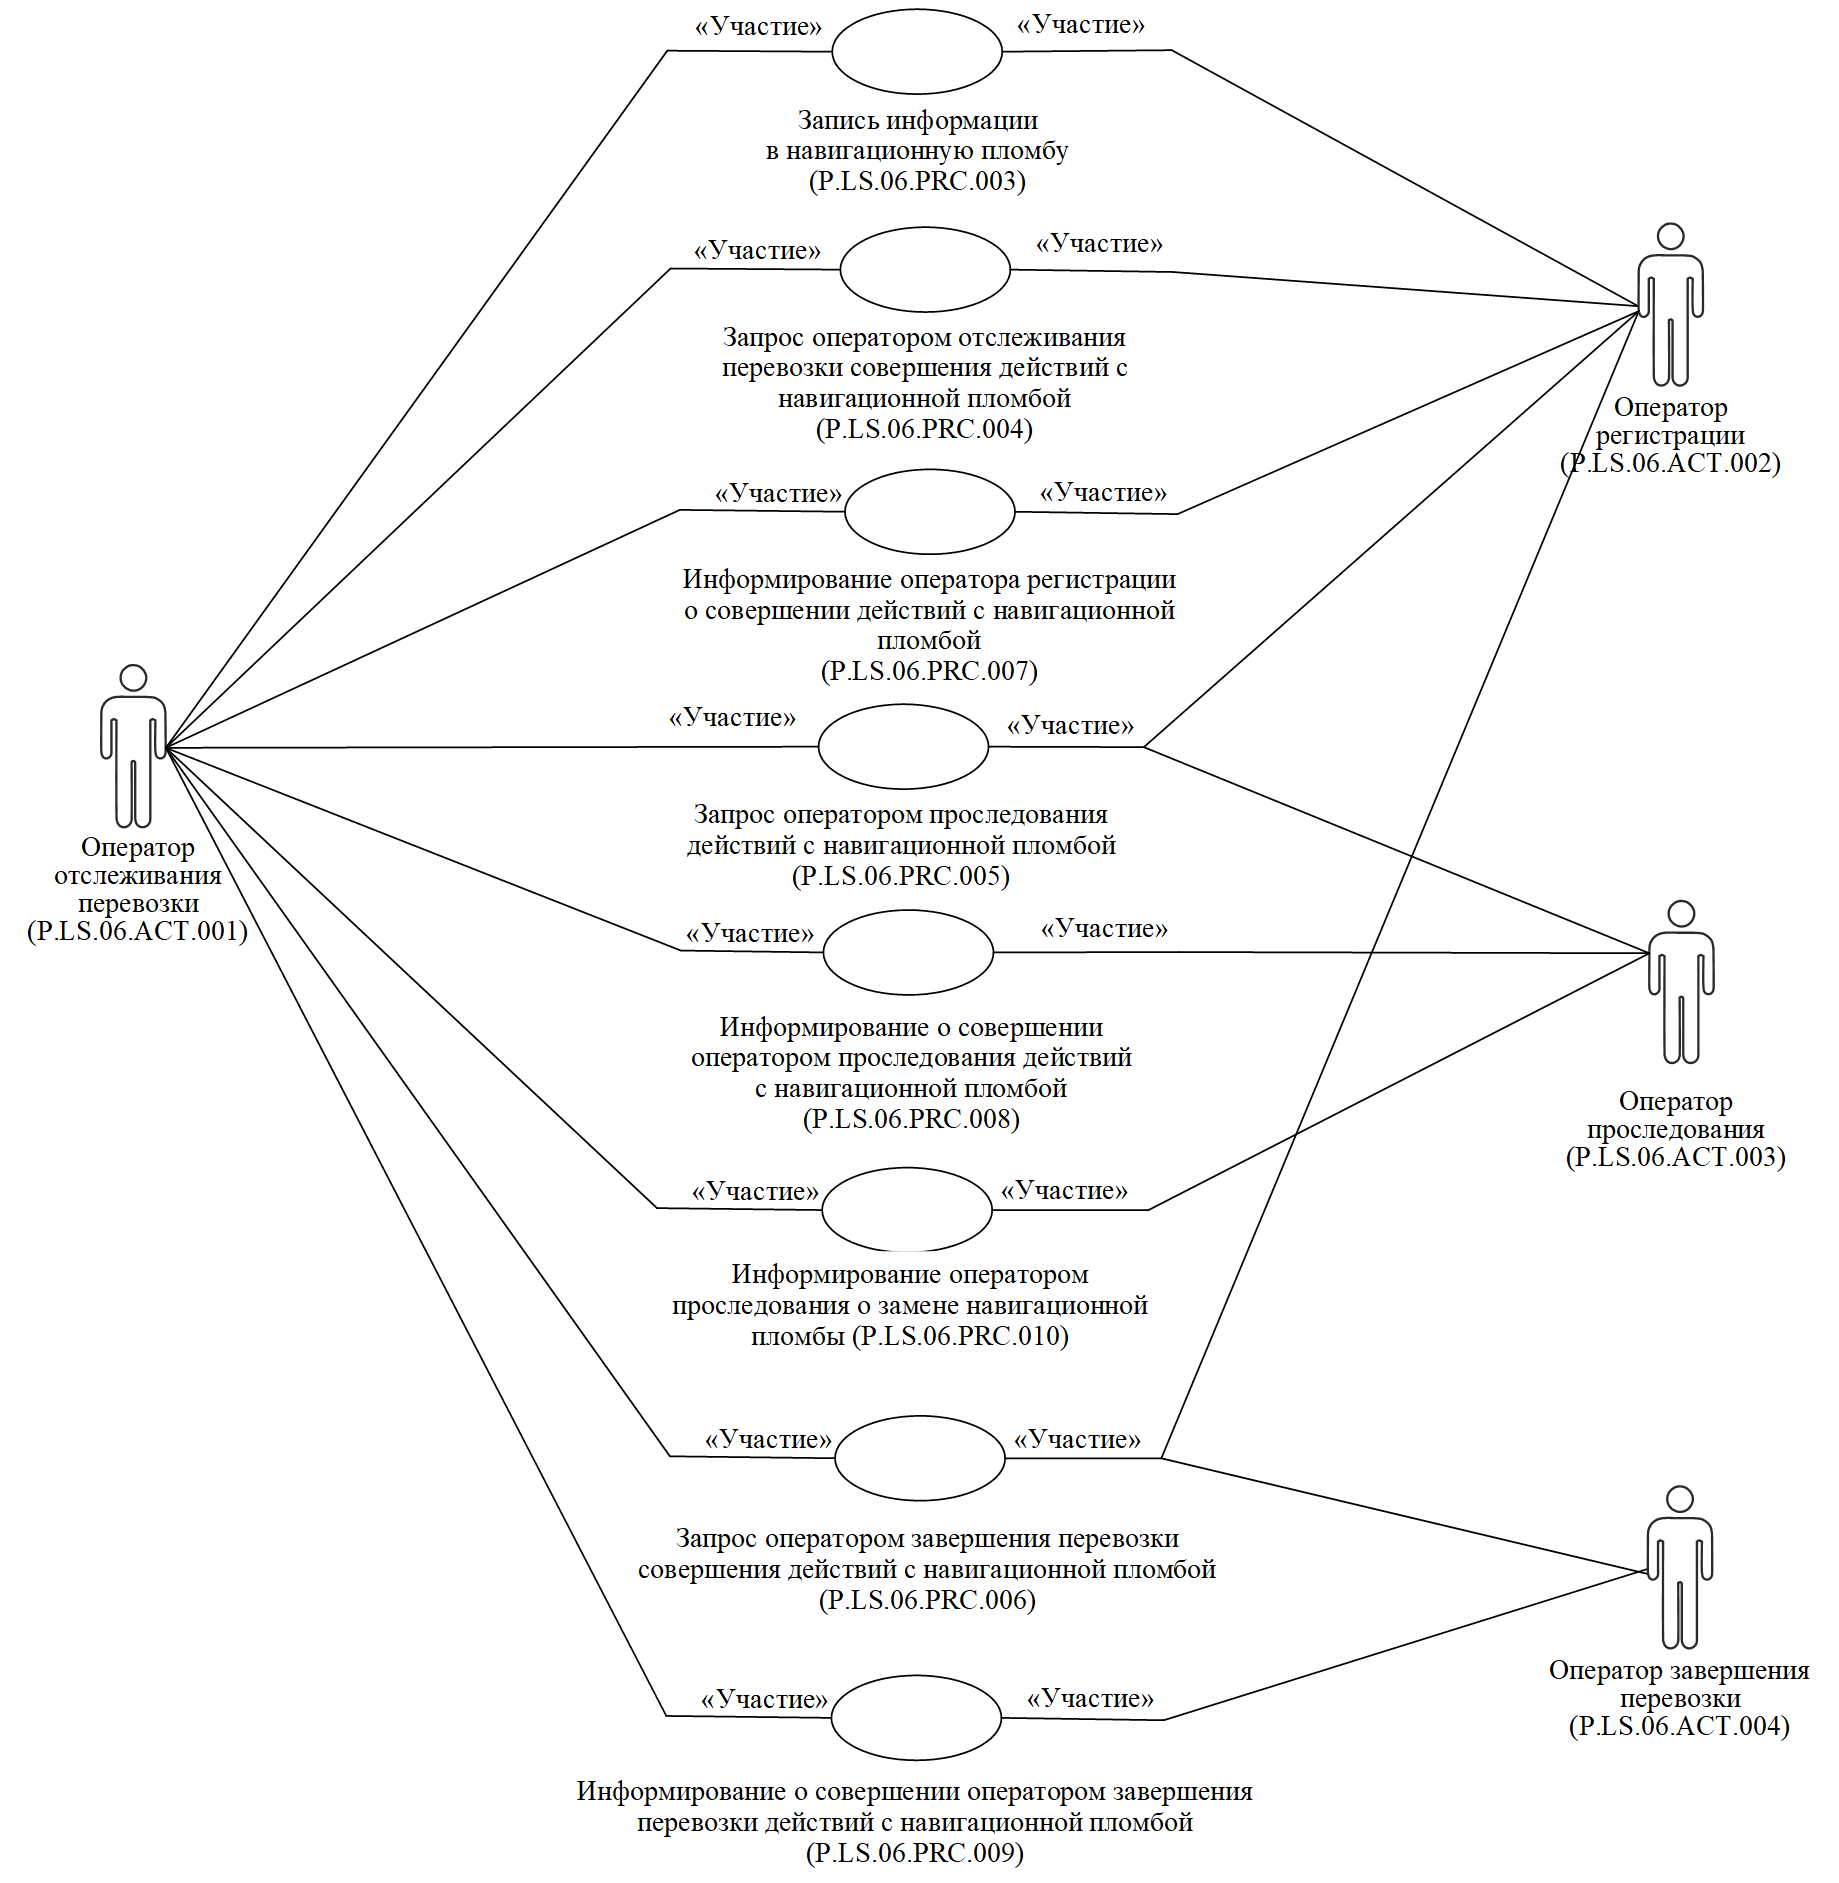 «Участие»
«Участие»
Запись информации
в навигационную пломбу
(P.LS.06.PRC.003)
«Участие»
«Участие»
Запрос оператором отслеживания
перевозки совершения действий с
навигационной пломбой
(P.LS.06.PRC.004)
Оператор
регистрации
(P.LS.06.ACT.002)
«Участие»
«Участие»
Информирование оператора регистрации
о совершении действий с навигационной
пломбой
(P.LS.06.PRC.007)
«Участие»
«Участие»
Запрос оператором проследования
действий с навигационной пломбой
(P.LS.06.PRC.005)
Оператор
отслеживания
перевозки
(P.LS.06.ACT.001)
«Участие»
«Участие»
Информирование о совершении
оператором проследования действий
с навигационной пломбой
(P.LS.06.PRC.008)
Оператор
проследования
(P.LS.06.ACT.003)
«Участие»
«Участие»
Информирование оператором
проследования о замене навигационной
пломбы (P.LS.06.PRC.010)
«Участие»
«Участие»
Запрос оператором завершения перевозки
совершения действий с навигационной пломбой
(P.LS.06.PRC.006)
Оператор завершения
перевозки
(P.LS.06.ACT.004)
«Участие»
«Участие»
Информирование о совершении оператором завершения
перевозки действий с навигационной пломбой
(P.LS.06.PRC.009)